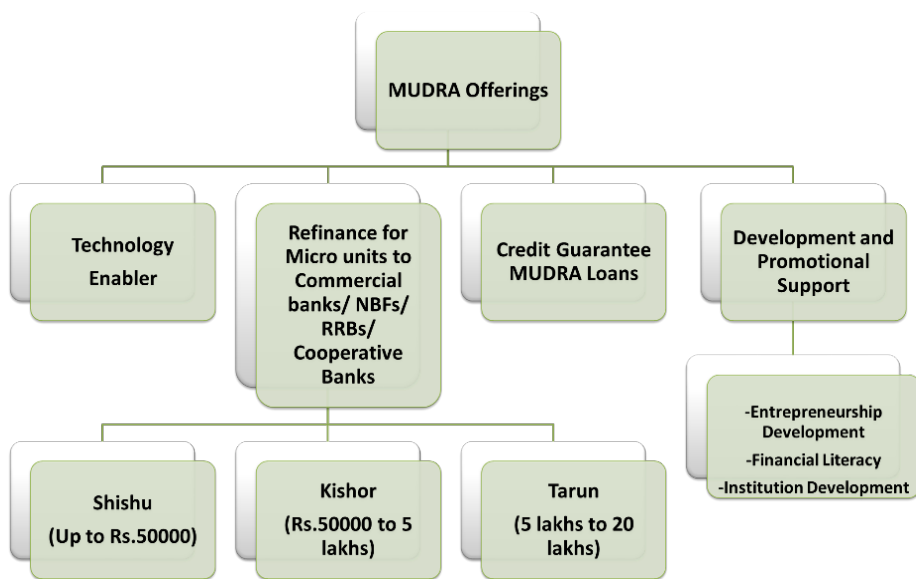 MUDRA Offerings
Technology
Enabler
Refinance for
Micro units to
Commercial
banks/ NBFs/
RRBs/
Cooperative
Banks
Credit Guarantee
MUDRA Loans
Development and
Promotional
Support
Shishu
(Up to Rs.50000)
Kishor
(Rs.50000 to 5
lakhs)
Tarun
(5 lakhs to 20
lakhs)
-Entrepreneurship
Development
-Financial Literacy
-Institution Development